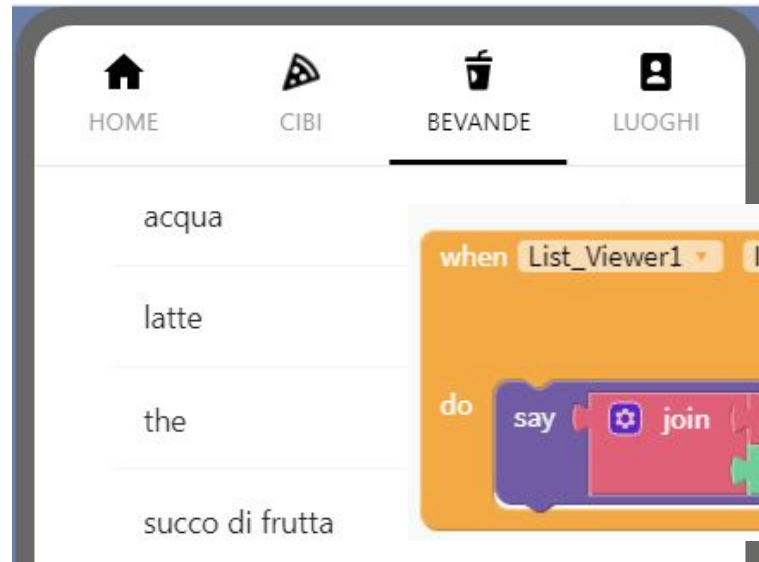 HOME CIBI BEVANDE LUOGHI
acqua
when List_Viewer1
latte
do say join
the
succo di frutta